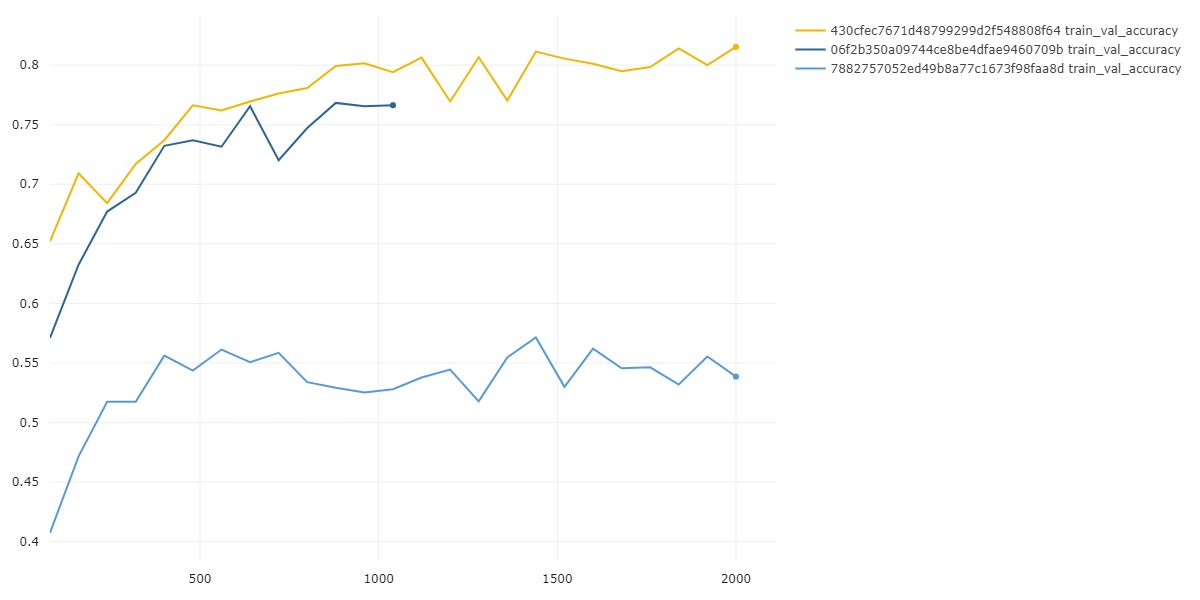 430cfec7671d48799299d2f548808f64 train_val_accuracy
06f2b350a09744ce8be4dfae9460709b train_val_accuracy
7882757052ed49b8a77c1673f98faa8d train_val_accuracy
0.8
0.75
0.7
0.65
0.6
0.55
0.5
0.45
0.4
500 1000 1500 2000